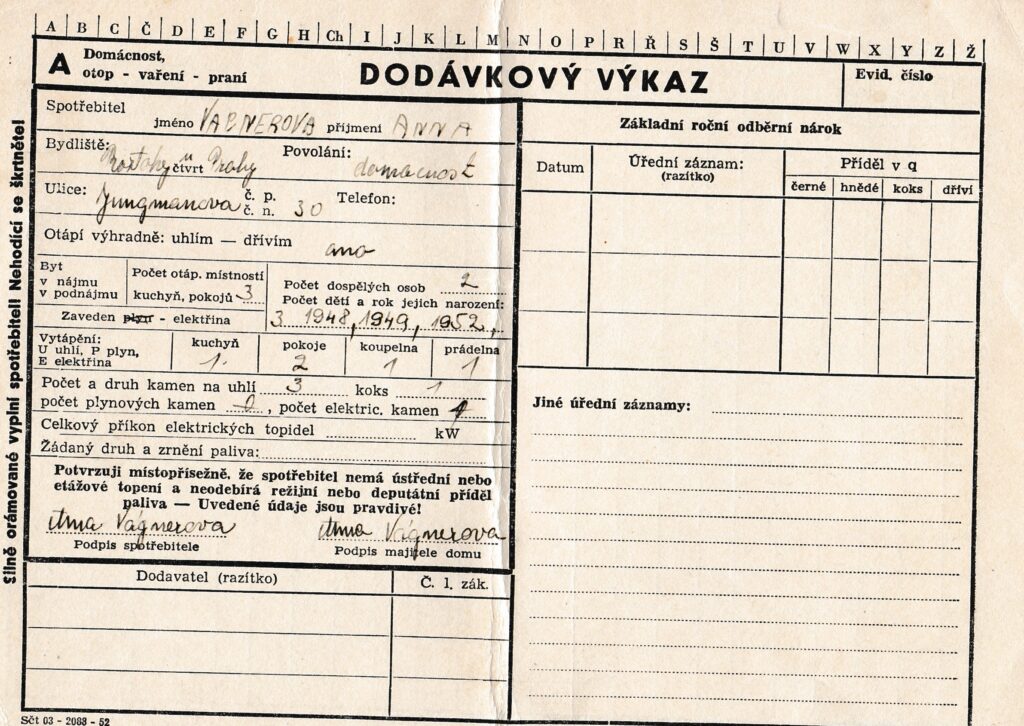 A B C Č D E F G H Ch I J K L M N O P R Ř S Š T U V W X Y Z Ž
A Domácnost,
otop - vaření - praní
DODÁVKOVÝ VÝKAZ
Evid. číslo
Silně orámované vyplní spotřebitel! Nehodící se škrtněte!
Spotřebitel
jméno VAGNEROVA příjmení ANNA
Bydliště: Roztoky u Prahy čtvrt Povolání: domacnost
Ulice: Jungmanova č. p. č. n. 30 Telefon:
Otápí výhradně: uhlím — dřívím ano
Byt
v nájmu
v podnájmu
Počet otáp. místností
kuchyň, pokojů 3
Počet dospělých osob 2
Počet dětí a rok jejich narození:
3 1948, 1949, 1952,
Zaveden plyn - elektřina
Vytápění:
U uhlí, P plyn,
E elektřina
kuchyň pokoje koupelna prádelna
1 2 1 1
Počet a druh kamen na uhlí 3 koks 1
počet plynových kamen 0, počet elektric. kamen
Celkový příkon elektrických topidel kW
Žádaný druh a zrnění paliva:
Potvrzuji místopřísežně, že spotřebitel nemá ústřední nebo
etážové topení a neodebírá režijní nebo deputátní příděl
paliva — Uvedené údaje jsou pravdivé!
Anna Vágnerova Anna Vágnerova
Podpis spotřebitele Podpis majitele domu
Dodavatel (razítko) Č. l. zák.
Základní roční odběrní nárok
Datum Úřední záznam:
(razítko)
Příděl v q
černé hnědé koks dříví
Jiné úřední záznamy:
Sčt 03 - 2088 - 52